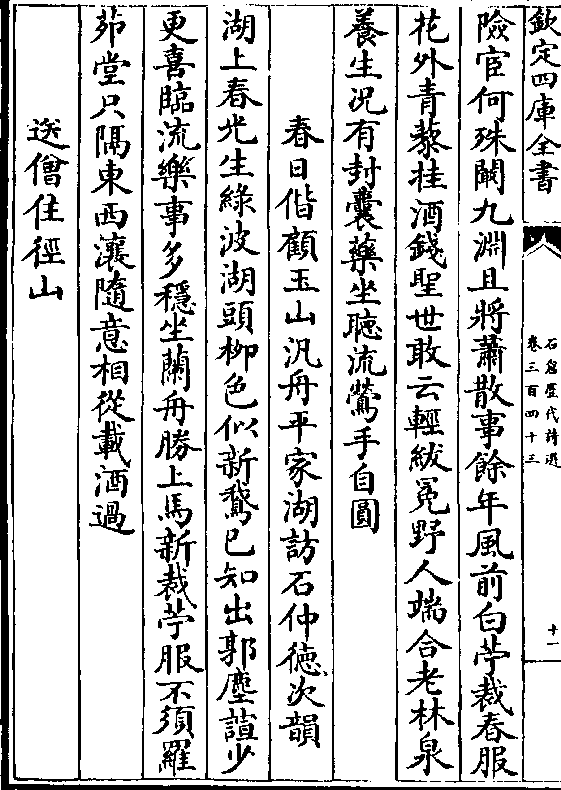 欽定四庫全書
石倉歷代詩選
卷三百四十三
十一
險宦何殊闞九淵且將蕭散事餘年風前白苧裁春服
花外青藜挂酒錢聖世敢云輕紱冕野人端合老林泉
養生况有封囊藥坐聴流鶯手自圓
春日偕顧玉山汎舟平家湖訪石仲徳次韻
湖上春光生綠波湖頭栁色似新鵞已知出郭塵諠少
更喜臨流樂事多穩坐蘭舟勝上馬新裁苧服不須羅
茆堂只隔東西瀼隨意相從載酒過
送僧住徑山